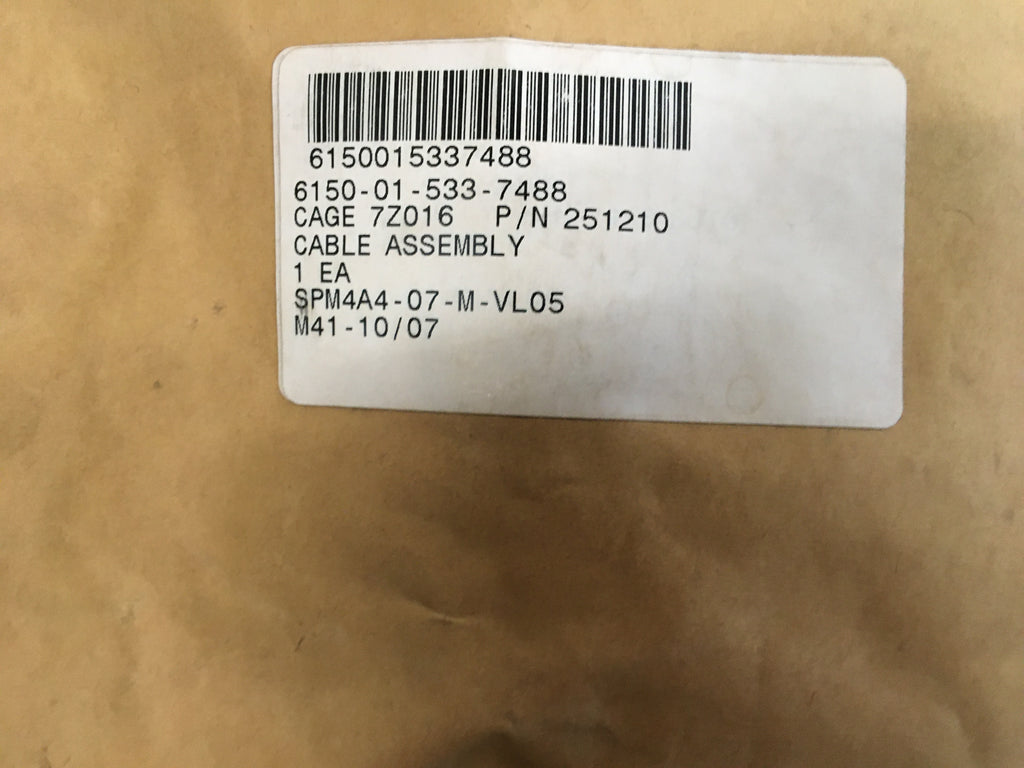 6150015337488
6150-01-533-7488
CAGE 7Z016 P/N 251210
CABLE ASSEMBLY
1 EA
SPM4A4-07-M-VL05
M41-10/07